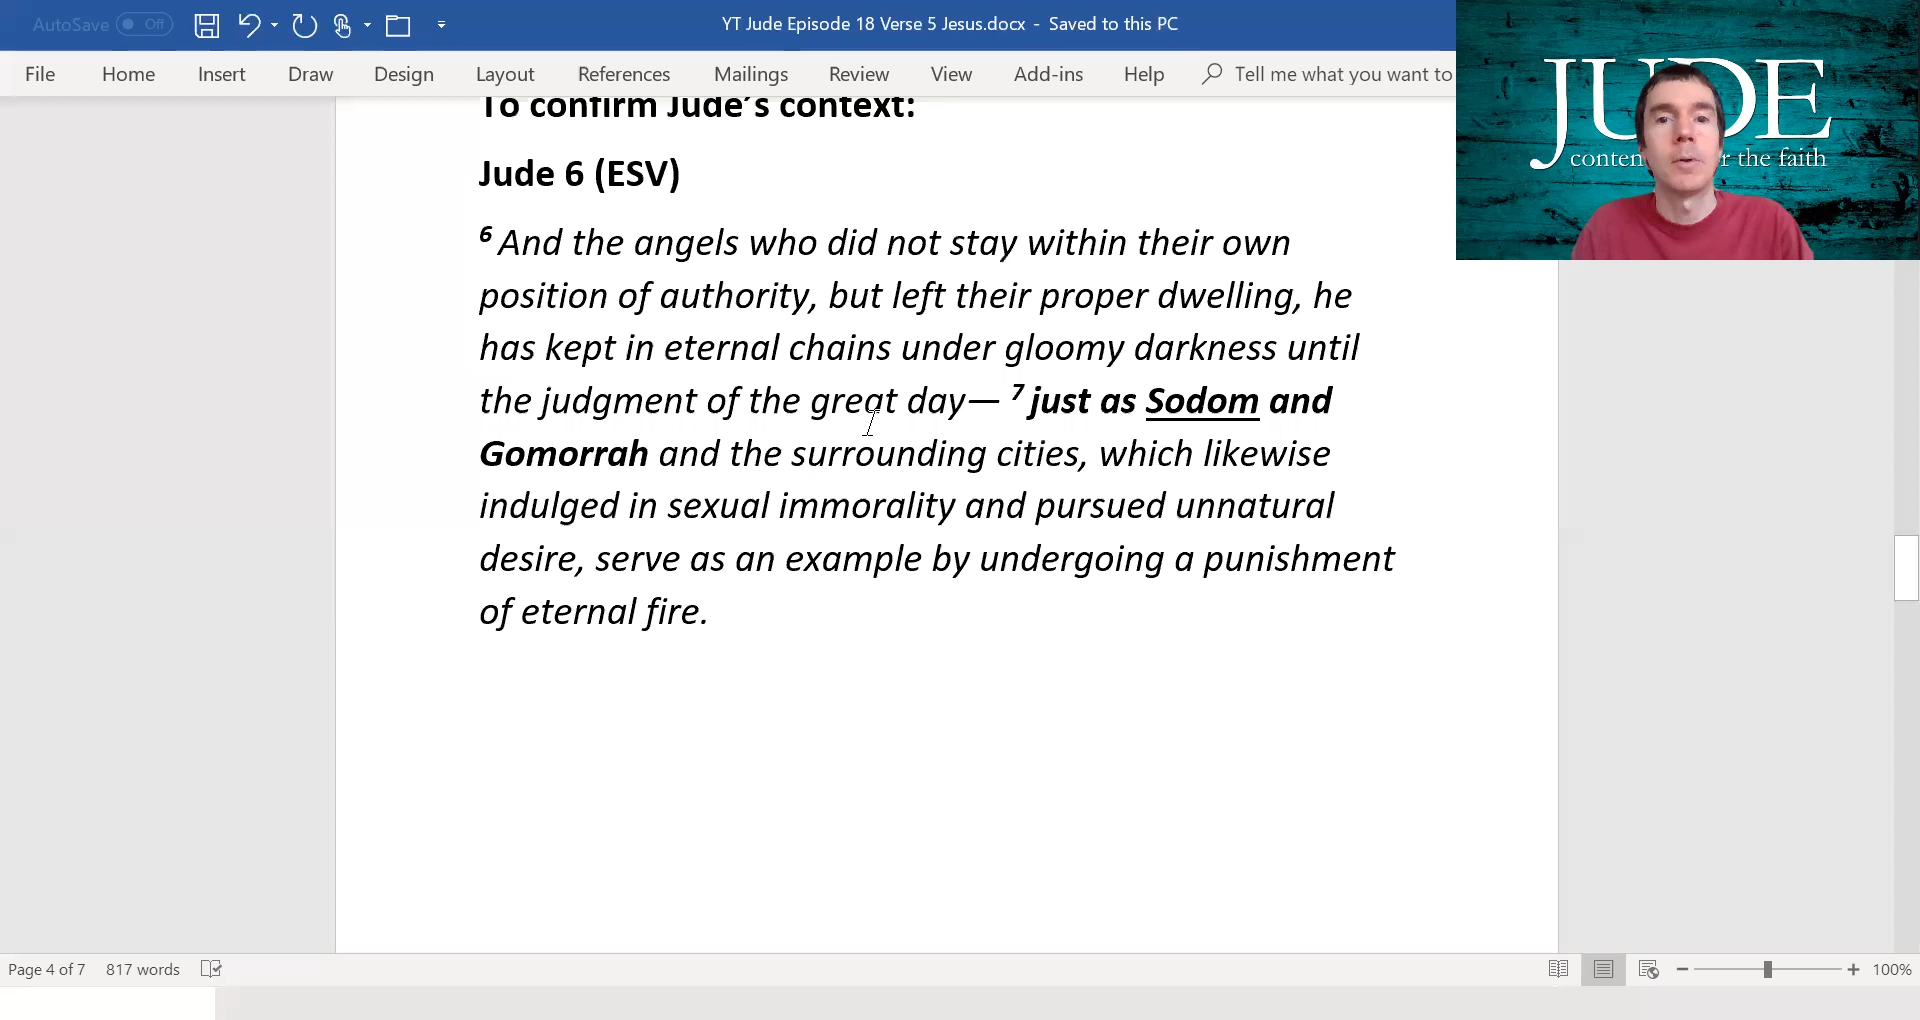 AutoSave Off
YT Jude Episode 18 Verse 5 Jesus.docx - Saved to this PC
File Home Insert Draw Design Layout References Mailings Review View Add-ins Help Tell me what you want to
JUDE
conten r the faith
To confirm Jude’s context:
Jude 6 (ESV)
6 And the angels who did not stay within their own
position of authority, but left their proper dwelling, he
has kept in eternal chains under gloomy darkness until
the judgment of the great day— 7 just as Sodom and
Gomorrah and the surrounding cities, which likewise
indulged in sexual immorality and pursued unnatural
desire, serve as an example by undergoing a punishment
of eternal fire.
Page 4 of 7 817 words 100%